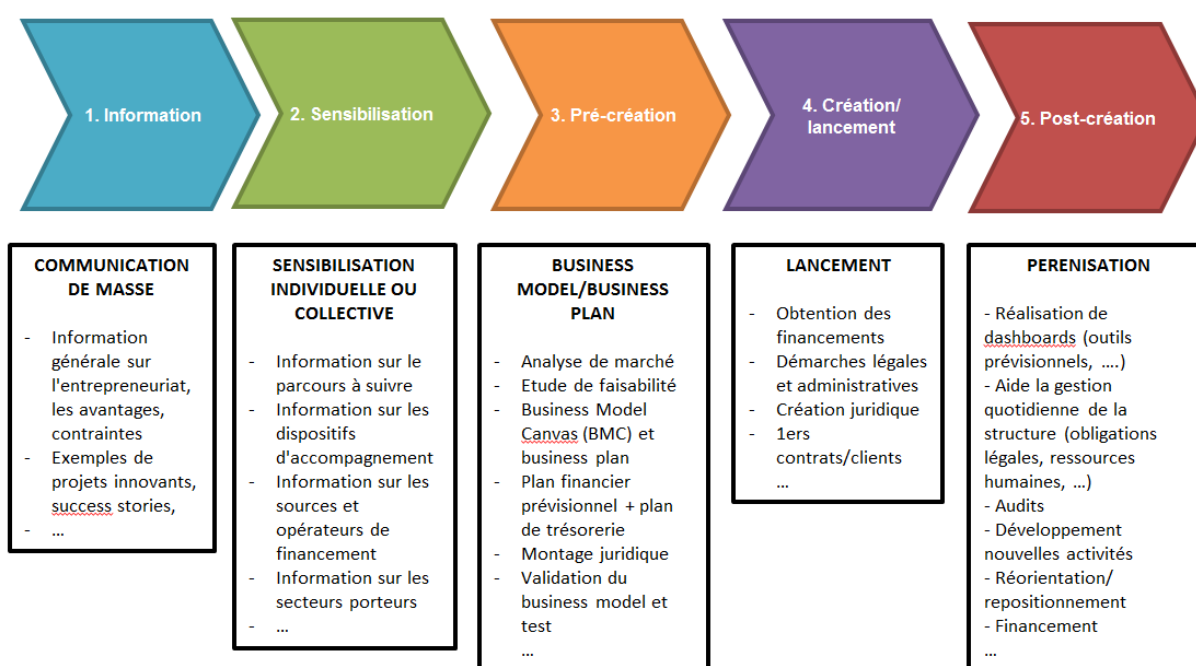 1. Information
2. Sensibilisation
3. Pré-création
4. Création/
lancement
5. Post-création
COMMUNICATION
DE MASSE
- Information
générale sur
l'entrepreneuriat,
les avantages,
contraintes
- Exemples de
projets innovants,
success stories,
- ...
SENSIBILISATION
INDIVIDUELLE OU
COLLECTIVE
- Information sur le
parcours à suivre
- Information sur les
dispositifs
d'accompagnement
- Information sur les
sources et
opérateurs de
financement
- Information sur les
secteurs porteurs
- ...
BUSINESS
MODEL/BUSINESS
PLAN
- Analyse de marché
- Etude de faisabilité
- Business Model
Canvas (BMC) et
business plan
- Plan financier
prévisionnel + plan
de trésorerie
- Montage juridique
- Validation du
business model et
test
...
LANCEMENT
- Obtention des
financements
- Démarches légales
et administratives
- Création juridique
- 1ers
contrats/clients
...
PERENISATION
- Réalisation de
dashboards (outils
prévisionnels, ....)
- Aide la gestion
quotidienne de la
structure (obligations
légales, ressources
humaines, ...)
- Audits
- Développement
nouvelles activités
- Réorientation/
repositionnement
- Financement
...